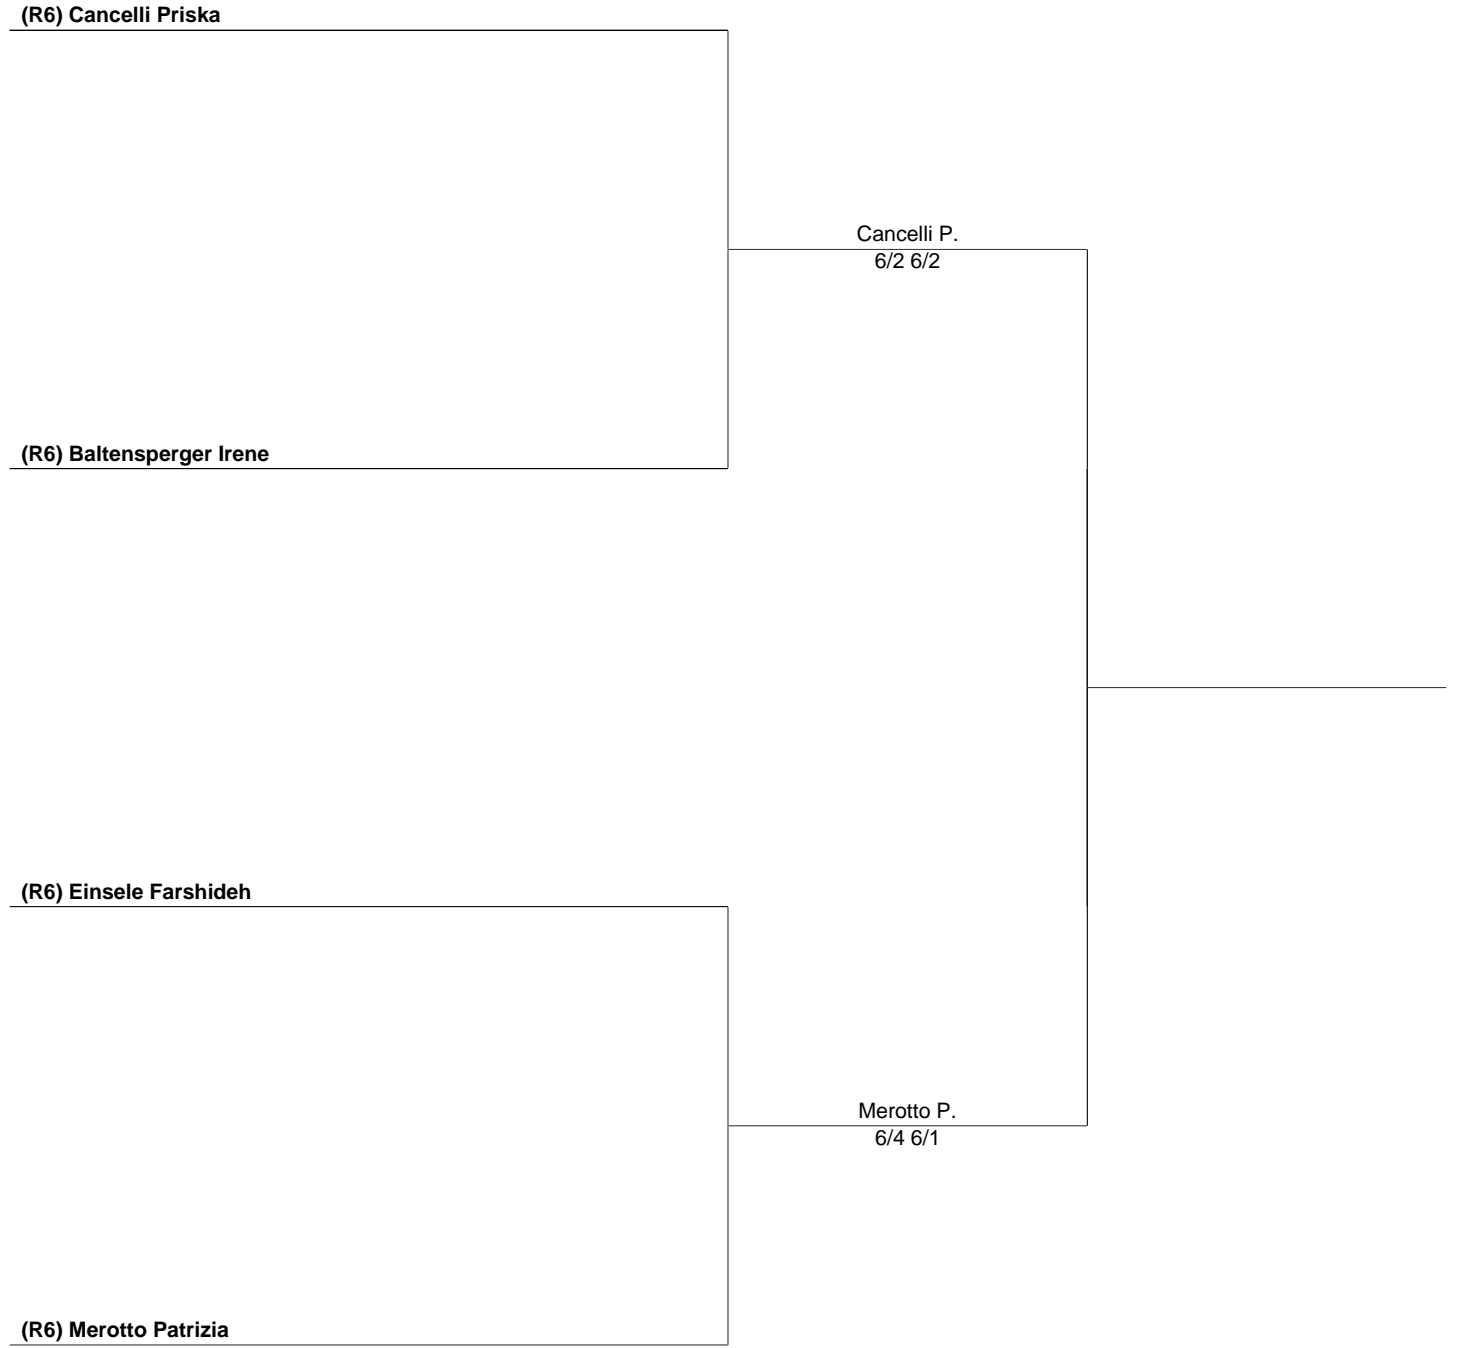 (R6) Cancelli Priska
Cancelli P.
6/2 6/2
(R6) Baltensperger Irene
(R6) Einsele Farshideh
Merotto P.
6/4 6/1
(R6) Merotto Patrizia